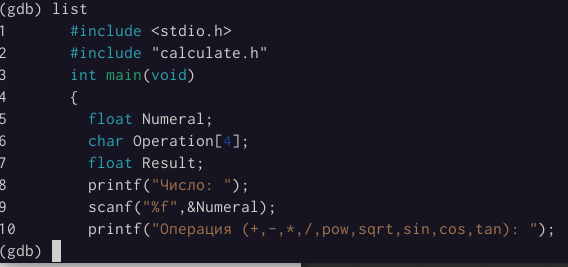 (gdb) list
1       #include <stdio.h>
2       #include "calculate.h"
3       int main(void)
4       {
5         float Numeral;
6         char Operation[4];
7         float Result;
8         printf("Число: ");
9         scanf("%f",&Numeral);
10        printf("Операция (+,-,*,/,pow,sqrt,sin,cos,tan): ");
(gdb)